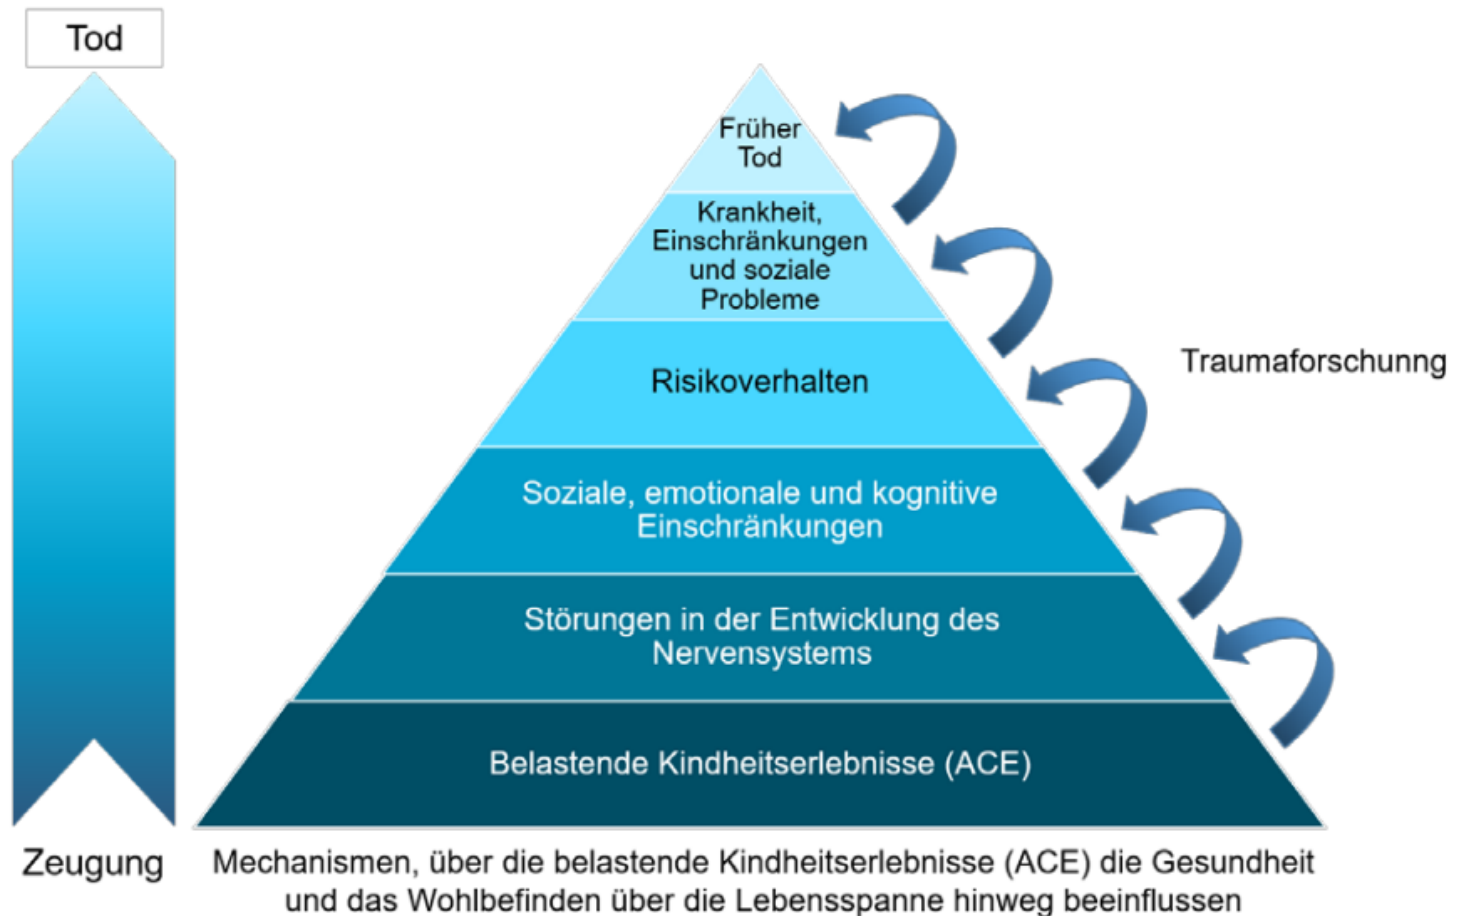 Tod
Früher
Tod
Krankheit,
Einschränkungen
und soziale
Probleme
Risikoverhalten
Traumaforschunng
Soziale, emotionale und kognitive
Einschränkungen
Störungen in der Entwicklung des
Nervensystems
Belastende Kindheitserlebnisse (ACE)
Zeugung
Mechanismen, über die belastende Kindheitserlebnisse (ACE) die Gesundheit
und das Wohlbefinden über die Lebensspanne hinweg beeinflussen